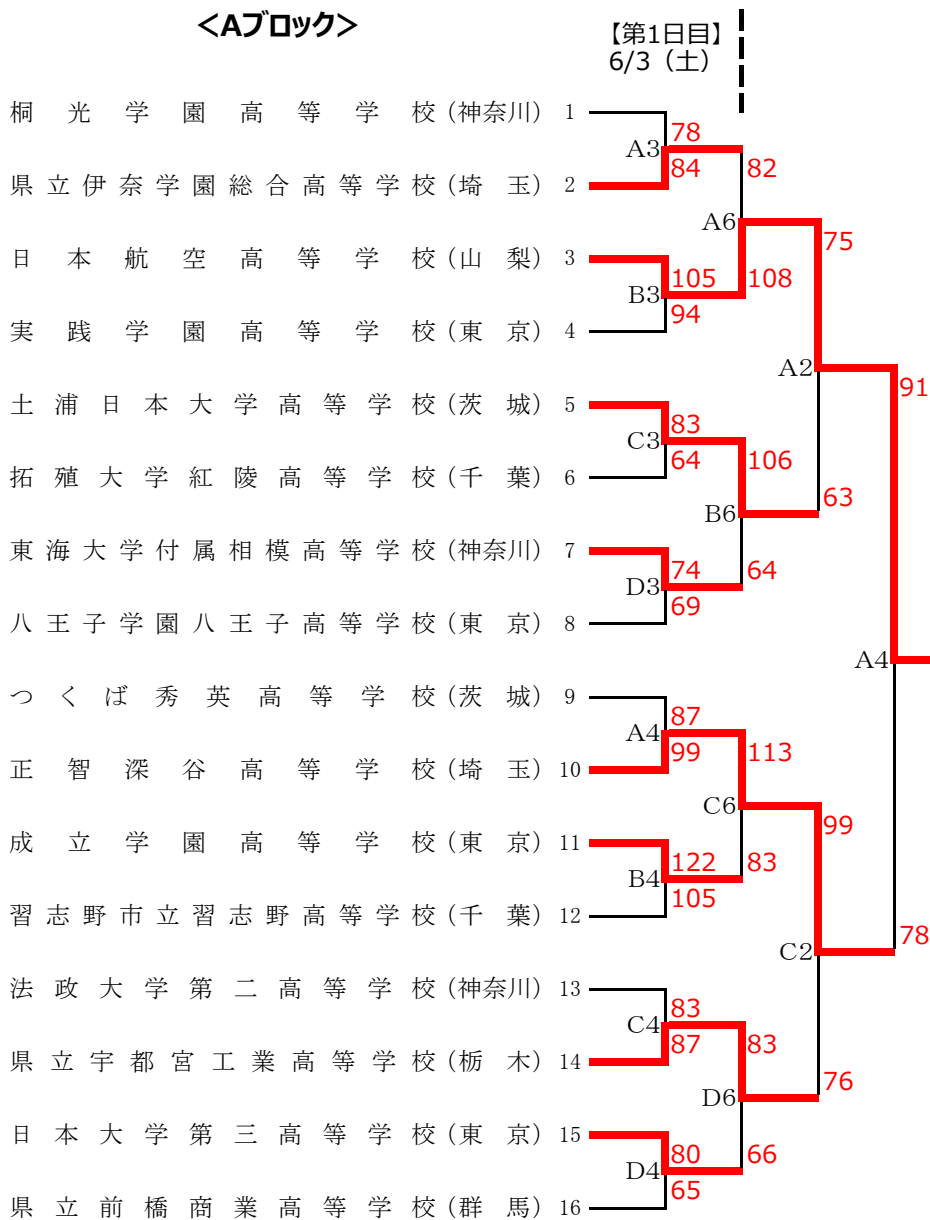 <Aブロック>
【第1日目】
6/3（土）
桐光学園高等学校(神奈川) 1
78
A3
県立伊奈学園総合高等学校(埼玉) 2
84
82
A6
日本航空高等学校(山梨) 3
75
105
108
B3
実践学園高等学校(東京) 4
94
A2
土浦日本大学高等学校(茨城) 5
91
83
C3
拓殖大学紅陵高等学校(千葉) 6
64
106
B6
63
東海大学付属相模高等学校(神奈川) 7
74
64
D3
八王子学園八王子高等学校(東京) 8
69
A4
つくば秀英高等学校(茨城) 9
87
A4
正智深谷高等学校(埼玉) 10
99
113
C6
99
成立学園高等学校(東京) 11
122
83
B4
習志野市立習志野高等学校(千葉) 12
105
78
C2
法政大学第二高等学校(神奈川) 13
83
C4
県立宇都宮工業高等学校(栃木) 14
87
83
76
D6
日本大学第三高等学校(東京) 15
80
66
D4
県立前橋商業高等学校(群馬) 16
65